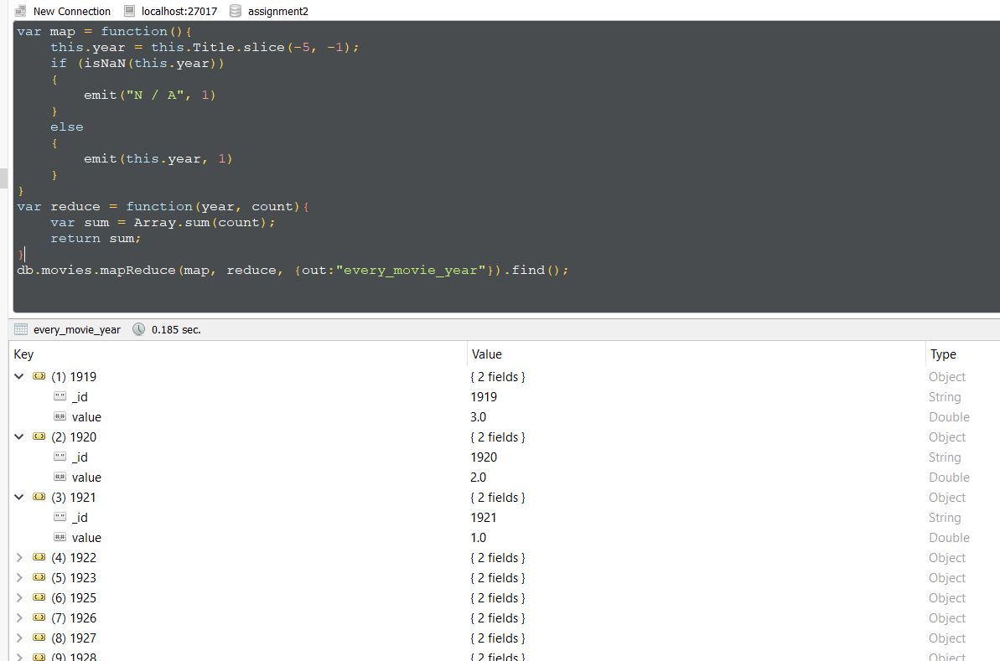 New Connection localhost:27017 assignment2
var map = function(){
    this.year = this.Title.slice(-5, -1);
    if (isNaN(this.year))
    {
        emit("N / A", 1)
    }
    else
    {
        emit(this.year, 1)
    }
}
var reduce = function(year, count){
    var sum = Array.sum(count);
    return sum;
}
db.movies.mapReduce(map, reduce, {out:"every_movie_year"}).find();
every_movie_year 0.185 sec.
Key Value Type
(1) 1919 { 2 fields } Object
_id 1919 String
value 3.0 Double
(2) 1920 { 2 fields } Object
_id 1920 String
value 2.0 Double
(3) 1921 { 2 fields } Object
_id 1921 String
value 1.0 Double
(4) 1922 { 2 fields } Object
(5) 1923 { 2 fields } Object
(6) 1925 { 2 fields } Object
(7) 1926 { 2 fields } Object
(8) 1927 { 2 fields } Object
(9) 1928 { 2 fields } Object